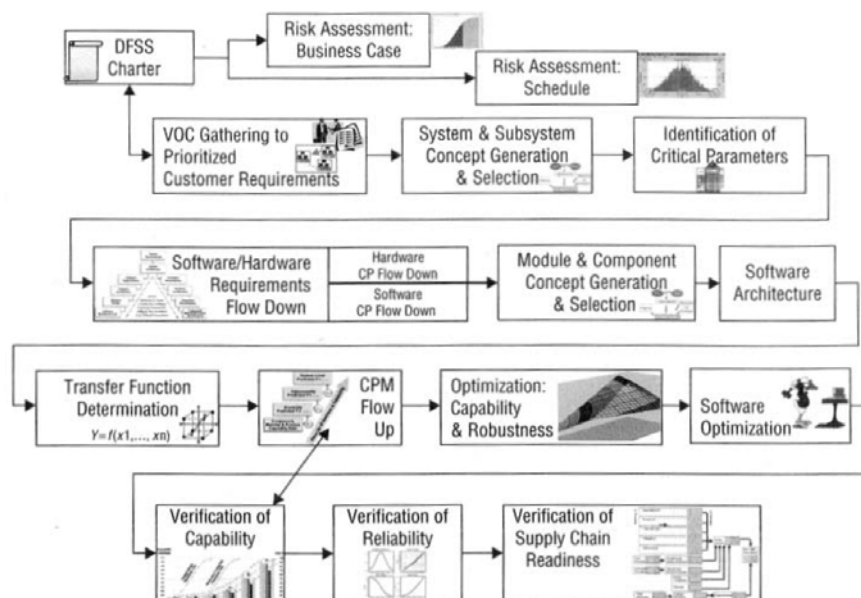 DFSS
Charter
Risk Assessment:
Business Case
Risk Assessment:
Schedule
VOC Gathering to
Prioritized
Customer Requirements
System & Subsystem
Concept Generation
& Selection
Identification of
Critical Parameters
Software/Hardware
Requirements
Flow Down
Hardware
CP Flow Down
Software
CP Flow Down
Module & Component
Concept Generation
& Selection
Software
Architecture
Transfer Function
Determination
Y=f(x1,..., xn)
CPM
Flow
Up
Optimization:
Capability
& Robustness
Software
Optimization
Verification of
Capability
Verification of
Reliability
Verification of
Supply Chain
Readiness